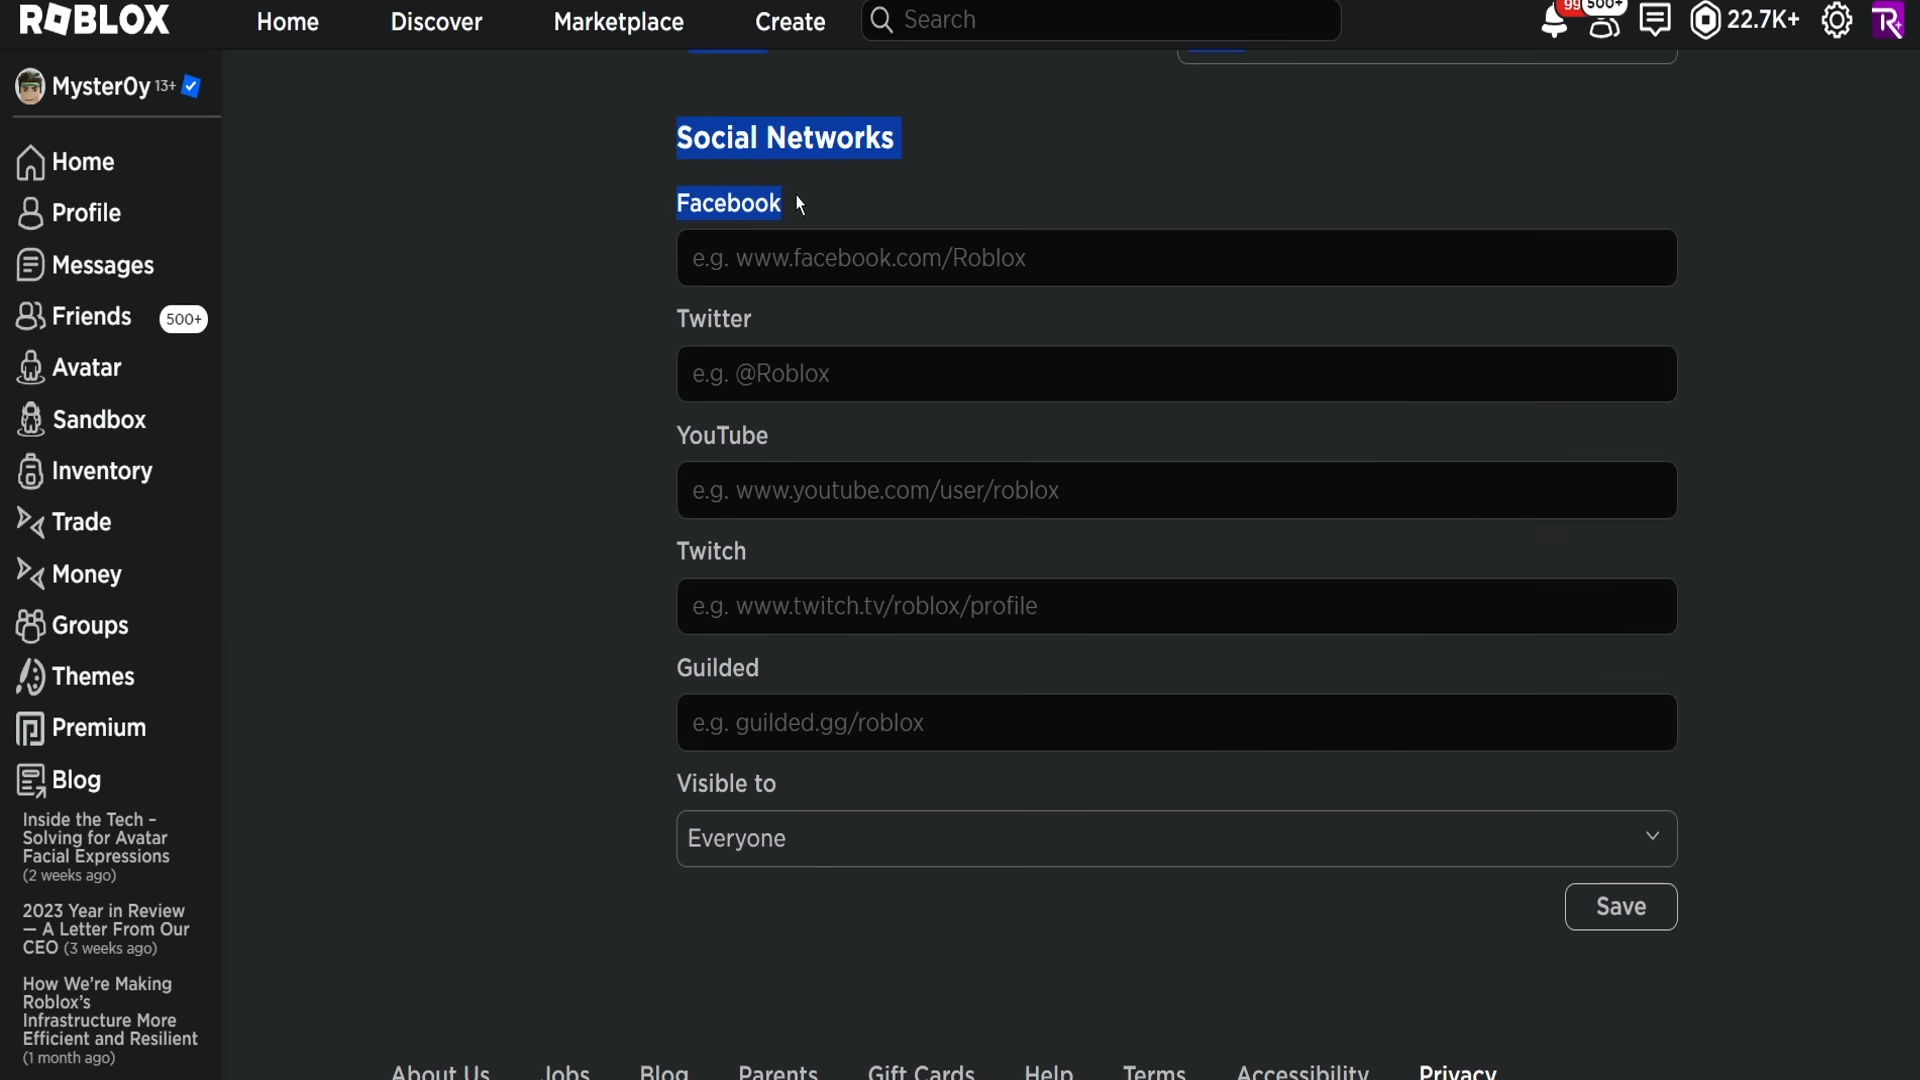 ROBLOX
Home
Discover
Marketplace
Create
Search
99
500+
22.7K+
MysterOy 13+
Home
Profile
Messages
Friends
500+
Avatar
Sandbox
Inventory
Trade
Money
Groups
Themes
Premium
Blog
Inside the Tech –
Solving for Avatar
Facial Expressions
(2 weeks ago)
2023 Year in Review
— A Letter From Our
CEO (3 weeks ago)
How We're Making
Roblox's
Infrastructure More
Efficient and Resilient
(1 month ago)
Social Networks
Facebook
e.g. www.facebook.com/Roblox
Twitter
e.g. @Roblox
YouTube
e.g. www.youtube.com/user/roblox
Twitch
e.g. www.twitch.tv/roblox/profile
Guilded
e.g. guilded.gg/roblox
Visible to
Everyone
Save
About Us
Jobs
Blog
Parents
Gift Cards
Help
Terms
Accessibility
Privacy